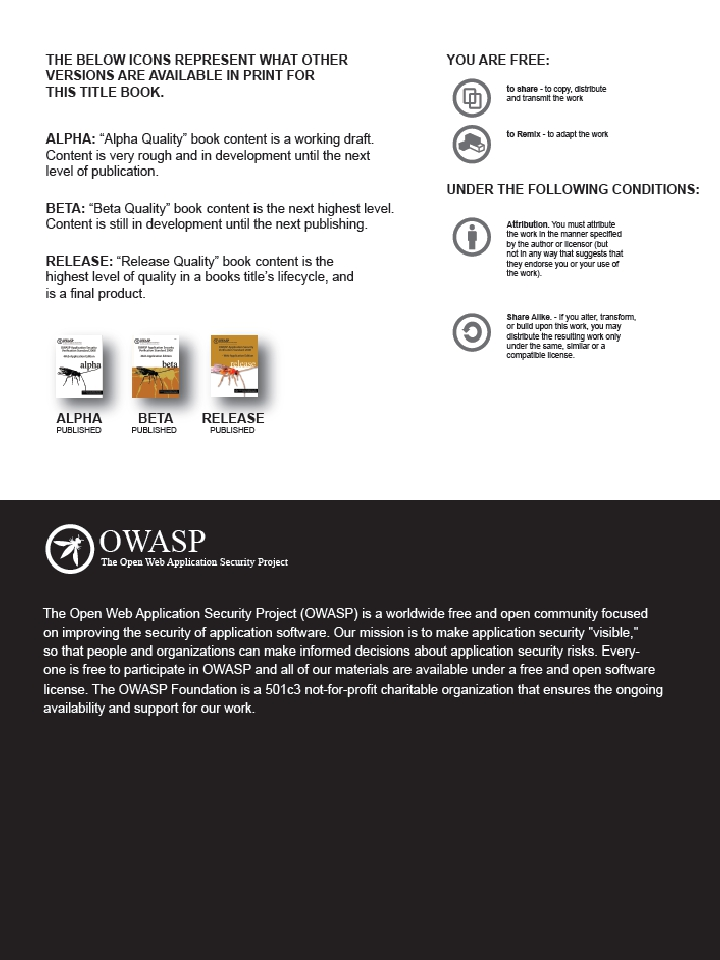 THE BELOW ICONS REPRESENT WHAT OTHER
VERSIONS ARE AVAILABLE IN PRINT FOR
THIS TITLE BOOK.
ALPHA: “Alpha Quality” book content is a working draft.
Content is very rough and in development until the next
level of publication.
BETA: “Beta Quality” book content is the next highest level.
Content is still in development until the next publishing.
RELEASE: “Release Quality” book content is the
highest level of quality in a books title’s lifecycle, and
is a final product.
alpha
beta
release
ALPHA
PUBLISHED
BETA
PUBLISHED
RELEASE
PUBLISHED
YOU ARE FREE:
to share - to copy, distribute
and transmit the work
to Remix - to adapt the work
UNDER THE FOLLOWING CONDITIONS:
Attribution. You must attribute
the work in the manner specified
by the author or licensor (but
not in any way that suggests that
they endorse you or your use of
the work).
Share Alike. - If you alter, transform,
or build upon this work, you may
distribute the resulting work only
under the same, similar or a
compatible license.
OWASP
The Open Web Application Security Project
The Open Web Application Security Project (OWASP) is a worldwide free and open community focused
on improving the security of application software. Our mission is to make application security "visible,"
so that people and organizations can make informed decisions about application security risks. Every-
one is free to participate in OWASP and all of our materials are available under a free and open software
license. The OWASP Foundation is a 501c3 not-for-profit charitable organization that ensures the ongoing
availability and support for our work.